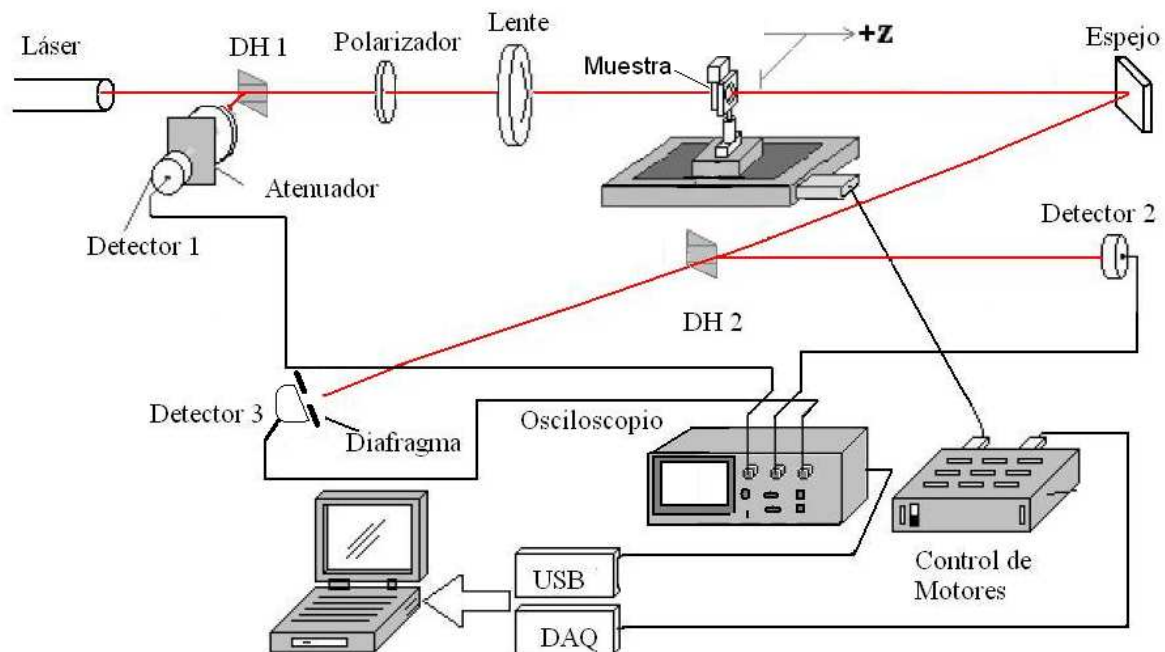 Láser
DH 1
Polarizador
Lente
Muestra
+Z
Espejo
Atenuador
Detector 1
Detector 2
DH 2
Detector 3
Diafragma
Osciloscopio
USB
DAQ
Control de
Motores